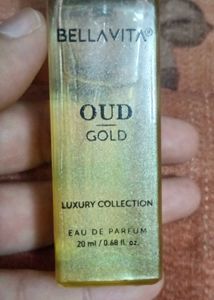 BELLAVITA®
OUD
GOLD
LUXURY COLLECTION
EAU DE PARFUM
20 ml / 0.68 fl. oz.